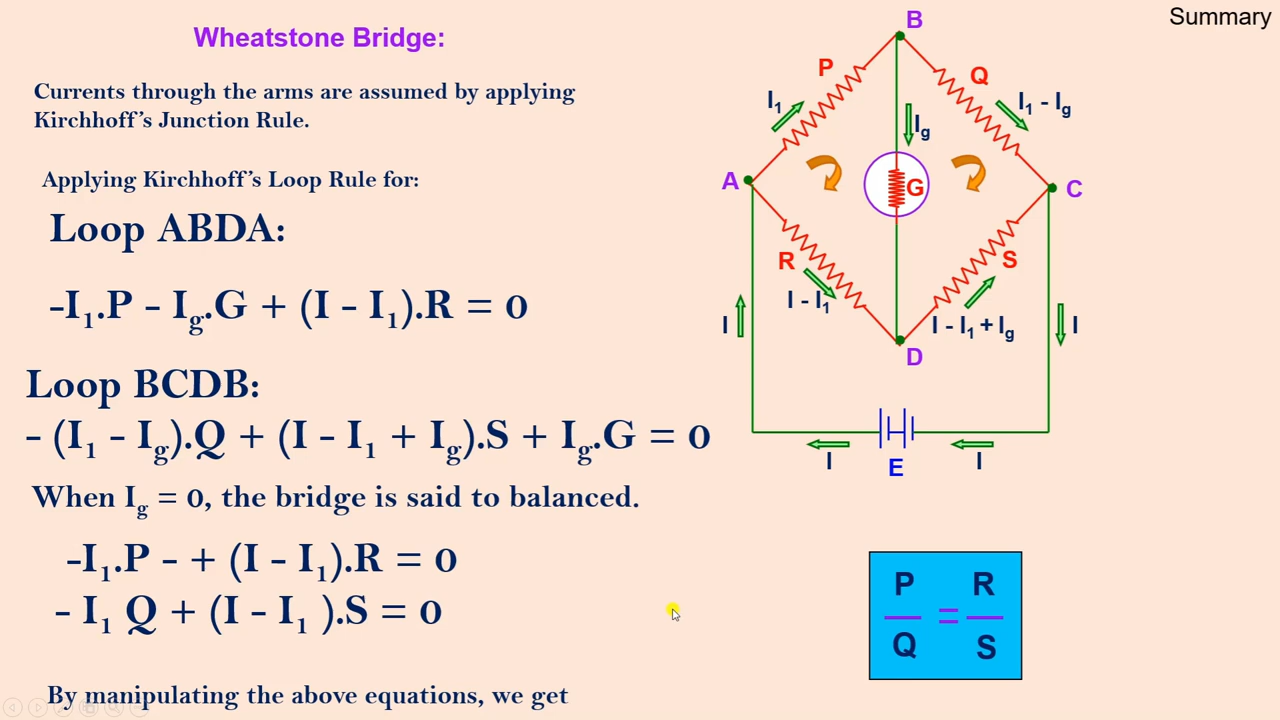 Summary
Wheatstone Bridge:
Currents through the arms are assumed by applying
Kirchhoff's Junction Rule.
Applying Kirchhoff's Loop Rule for:
Loop ABDA:
-I₁.P - I_g.G + (I - I₁).R = 0
Loop BCDB:
- (I₁ - I_g).Q + (I - I₁ + I_g).S + I_g.G = 0
When I_g = 0, the bridge is said to balanced.
-I₁.P - + (I - I₁).R = 0
- I₁ Q + (I - I₁ ).S = 0
By manipulating the above equations, we get
B
P
Q
I₁
I₁ - I_g
I_g
A
G
C
R
S
I - I₁
I - I₁ + I_g
I
I
D
I
E
I
P
Q
=
R
S